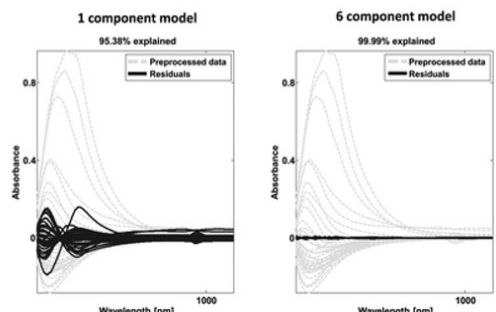 1 component model
95.38% explained
Preprocessed data
Residuals
0.8
0.4
0
Absorbance
1000
Wavelength [nm]
6 component model
99.99% explained
Preprocessed data
Residuals
0.8
0.4
0
Absorbance
1000
Wavelength [nm]